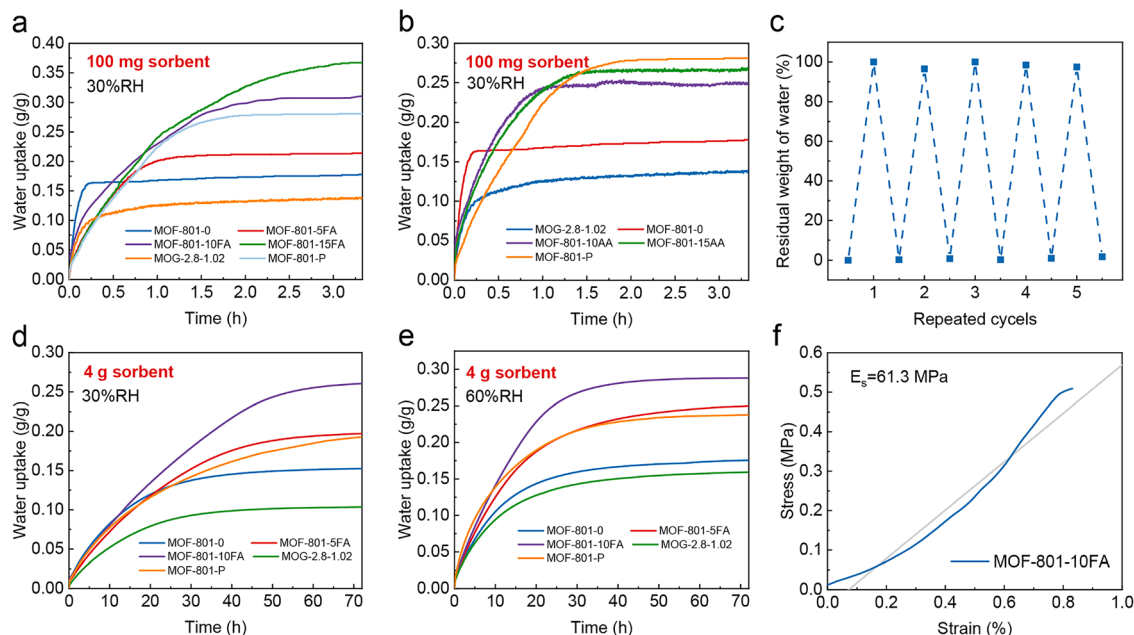 a
0.40
0.35
0.30
0.25
0.20
0.15
0.10
0.05
0.00
Water uptake (g/g)
100 mg sorbent
30%RH
MOF-801-0 MOF-801-5FA
MOF-801-10FA MOF-801-15FA
MOG-2.8-1.02 MOF-801-P
0.0 0.5 1.0 1.5 2.0 2.5 3.0
Time (h)
b
0.30
0.25
0.20
0.15
0.10
0.05
0.00
Water uptake (g/g)
100 mg sorbent
30%RH
MOG-2.8-1.02 MOF-801-0
MOF-801-10AA MOF-801-15AA
MOF-801-P
0.0 0.5 1.0 1.5 2.0 2.5 3.0
Time (h)
c
100
80
60
40
20
0
Residual weight of water (%)
1 2 3 4 5
Repeated cycels
d
0.30
0.25
0.20
0.15
0.10
0.05
0.00
Water uptake (g/g)
4 g sorbent
30%RH
MOF-801-0 MOF-801-5FA
MOF-801-10FA MOG-2.8-1.02
MOF-801-P
0 10 20 30 40 50 60 70
Time (h)
e
0.30
0.25
0.20
0.15
0.10
0.05
0.00
Water uptake (g/g)
4 g sorbent
60%RH
MOF-801-0 MOF-801-5FA
MOF-801-10FA MOG-2.8-1.02
MOF-801-P
0 10 20 30 40 50 60 70
Time (h)
f
0.6
0.5
0.4
0.3
0.2
0.1
0.0
Stress (MPa)
Es=61.3 MPa
MOF-801-10FA
0.0 0.2 0.4 0.6 0.8 1.0
Strain (%)